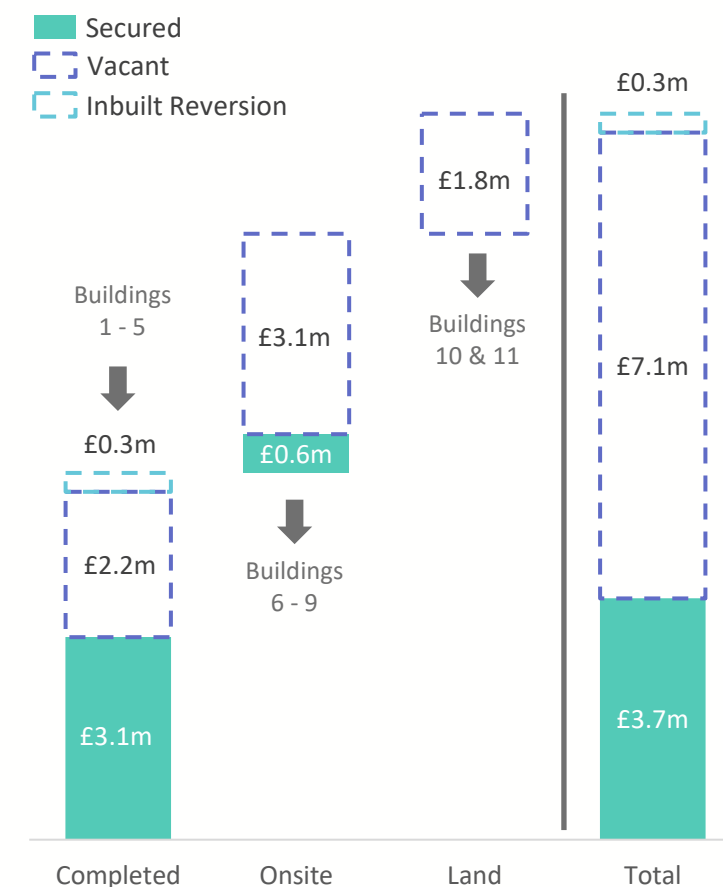 Secured
Vacant
Inbuilt Reversion
£0.3m
£1.8m
Buildings
1 - 5
Buildings
10 & 11
£3.1m
£7.1m
£0.3m
£0.6m
£2.2m
Buildings
6 - 9
£3.1m
£3.7m
Completed
Onsite
Land
Total